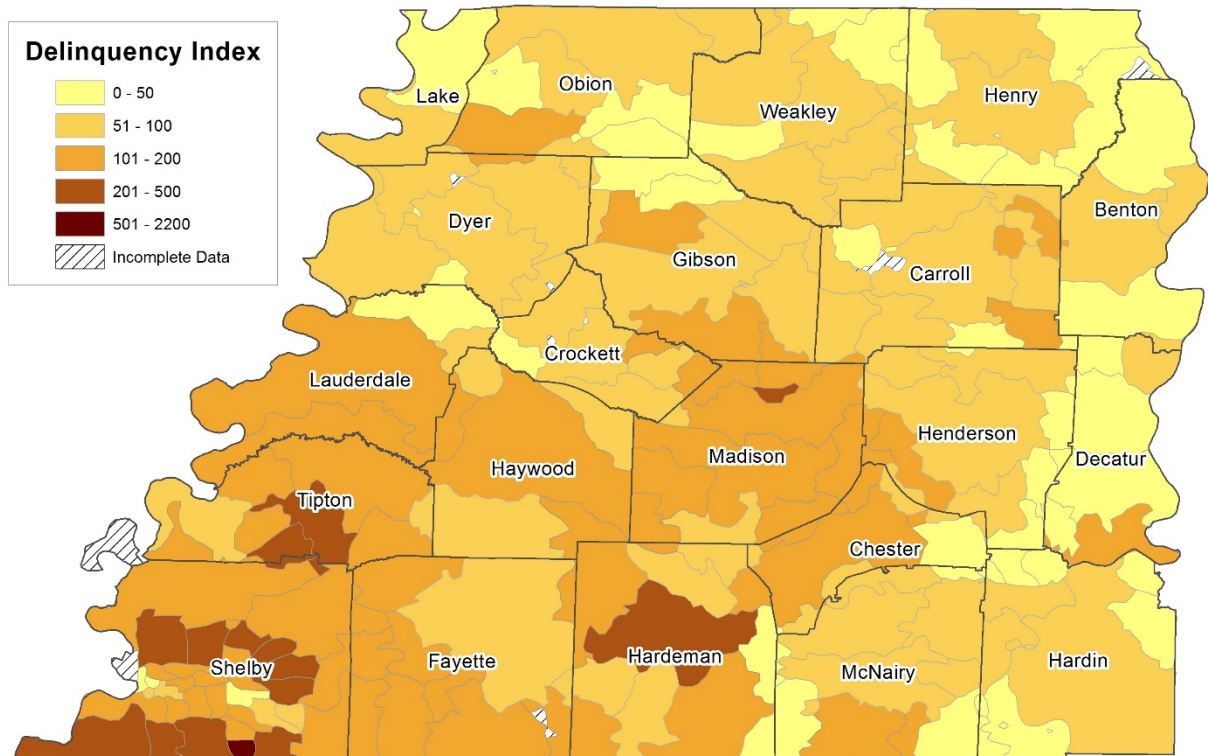 Delinquency Index
0 - 50
51 - 100
101 - 200
201 - 500
501 - 2200
Incomplete Data
Lake
Obion
Weakley
Henry
Dyer
Gibson
Carroll
Benton
Crockett
Lauderdale
Haywood
Madison
Henderson
Decatur
Tipton
Chester
Shelby
Fayette
Hardeman
McNairy
Hardin